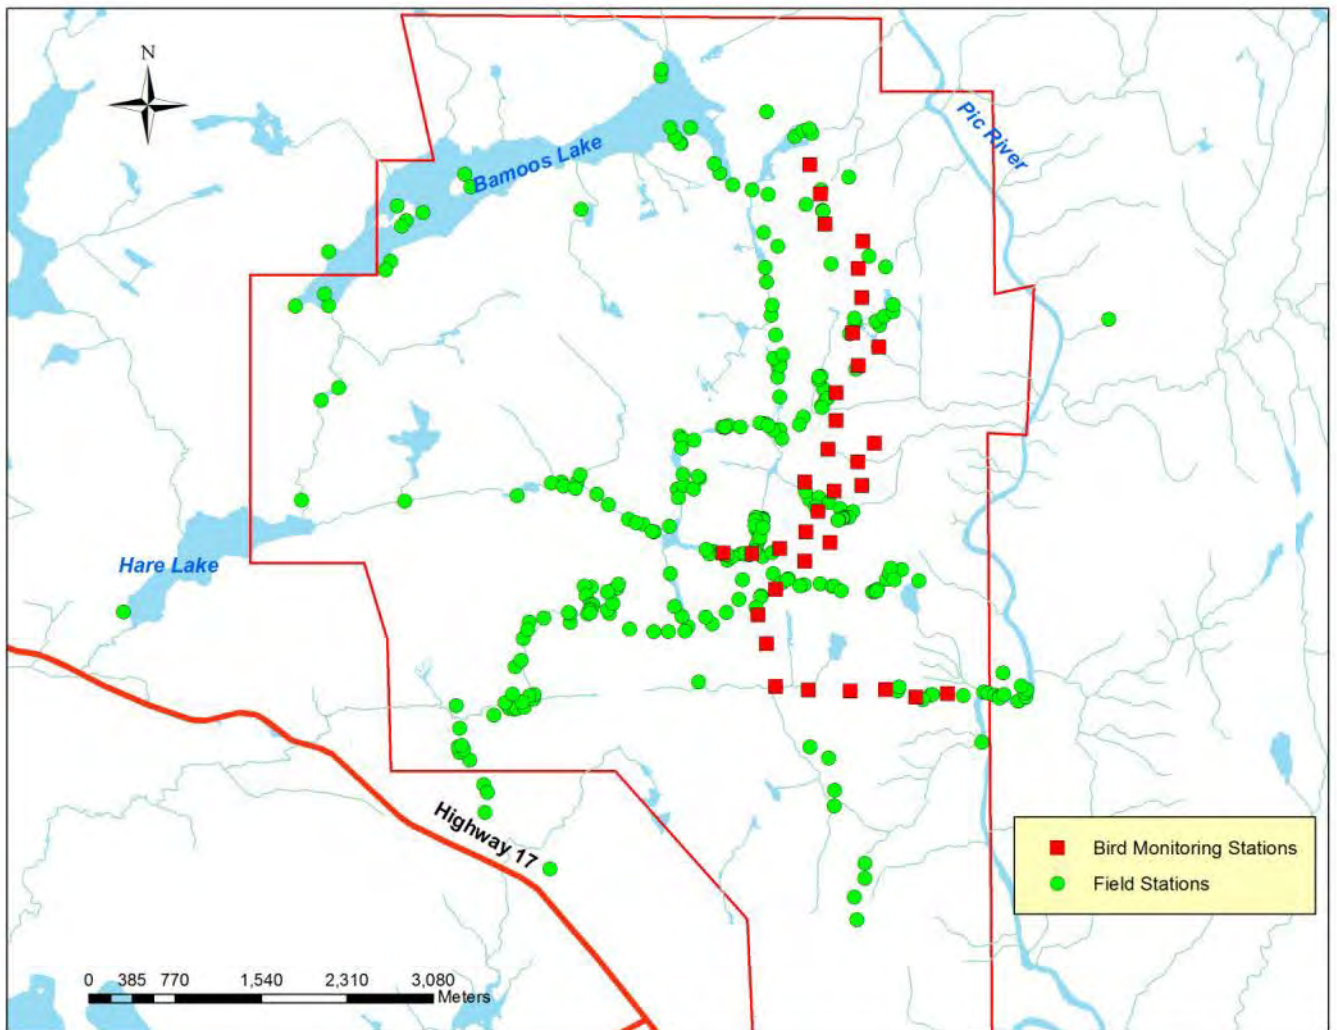 N
Pic River
Bamoos Lake
Hare Lake
Highway 17
Bird Monitoring Stations
Field Stations
0 385 770 1,540 2,310 3,080
Meters